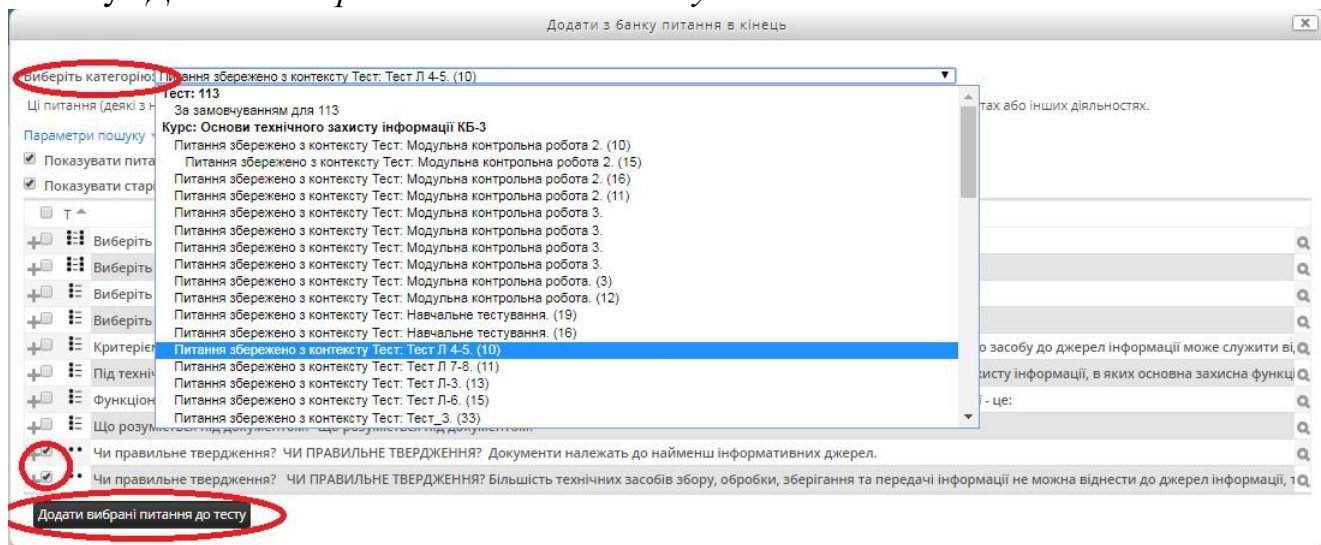 Додати з банку питання в кінець
Виберіть категорію: Питання збережено з контексту Тест: Тест Л 4-5. (10)
Тест: 113
Ці питання (деякі з н тах або інших діяльностях.
За замовчуванням для 113
Курс: Основи технічного захисту інформації КБ-3
Параметри пошуку
Питання збережено з контексту Тест: Модульна контрольна робота 2. (10)
Показувати пита
Питання збережено з контексту Тест: Модульна контрольна робота 2. (15)
Питання збережено з контексту Тест: Модульна контрольна робота 2. (16)
Показувати старі
Питання збережено з контексту Тест: Модульна контрольна робота 2. (11)
Т
Питання збережено з контексту Тест: Модульна контрольна робота 3.
Питання збережено з контексту Тест: Модульна контрольна робота 3.
Виберіть
Питання збережено з контексту Тест: Модульна контрольна робота 3.
Виберіть
Питання збережено з контексту Тест: Модульна контрольна робота 3.
Питання збережено з контексту Тест: Модульна контрольна робота. (3)
Виберіть
Питання збережено з контексту Тест: Модульна контрольна робота. (12)
Питання збережено з контексту Тест: Навчальне тестування. (19)
Виберіть
Питання збережено з контексту Тест: Навчальне тестування. (16)
Критеріє о засобу до джерел інформації може служити ві
Питання збережено з контексту Тест: Тест Л 4-5. (10)
Питання збережено з контексту Тест: Тест Л 7-8. (11)
Під техніч хисту інформації, в яких основна захисна функці
Питання збережено з контексту Тест: Тест Л-3. (13)
Функціон - це:
Питання збережено з контексту Тест: Тест Л-6. (15)
Питання збережено з контексту Тест: Тест_3. (33)
Що розум
Чи правильне твердження? ЧИ ПРАВИЛЬНЕ ТВЕРДЖЕННЯ? Документи належать до найменш інформативних джерел.
Чи правильне твердження? ЧИ ПРАВИЛЬНЕ ТВЕРДЖЕННЯ? Більшість технічних засобів збору, обробки, зберігання та передачі інформації не можна віднести до джерел інформації, т
Додати вибрані питання до тесту